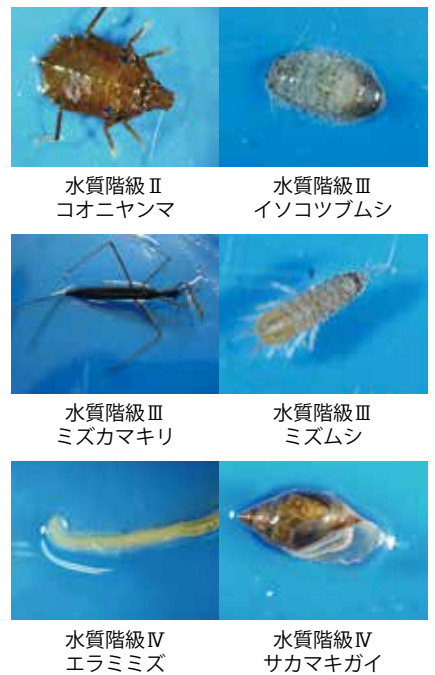 水質階級Ⅱ
コオニヤンマ
水質階級Ⅲ
イソコツブムシ
水質階級Ⅲ
ミズカマキリ
水質階級Ⅲ
ミズムシ
水質階級Ⅳ
エラミミズ
水質階級Ⅳ
サカマキガイ